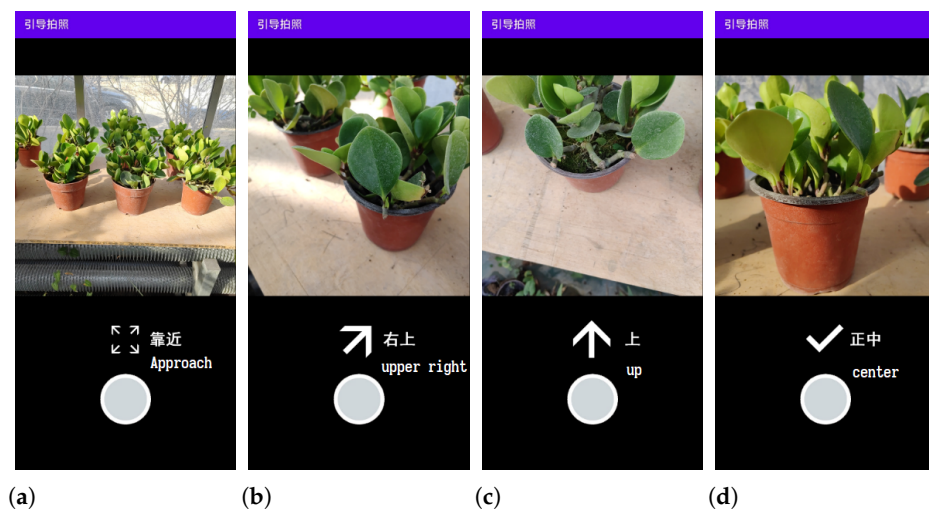 引导拍照
靠近
Approach
(a)
引导拍照
右上
upper right
(b)
引导拍照
上
up
(c)
引导拍照
正中
center
(d)